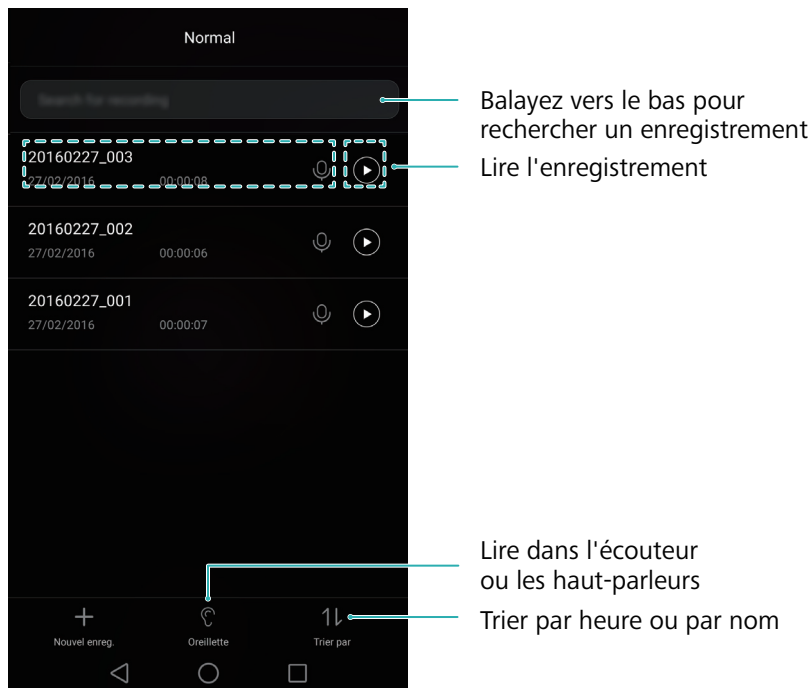 Normal
Search for recording
Balayez vers le bas pour
rechercher un enregistrement
20160227_003
27/02/2016 00:00:08
Lire l'enregistrement
20160227_002
27/02/2016 00:00:06
20160227_001
27/02/2016 00:00:07
Lire dans l'écouteur
ou les haut-parleurs
Trier par heure ou par nom
Nouvel enreg. Oreillette Trier par